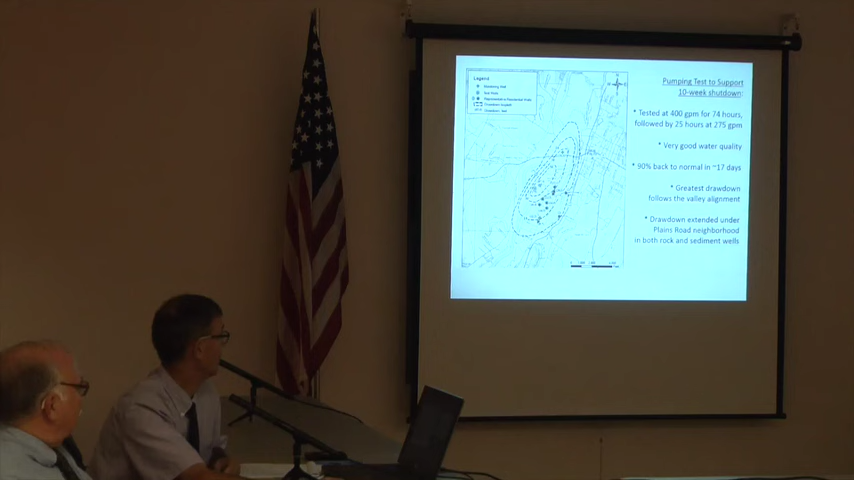 Legend
Monitoring Well
Pumping Test to Support
10-week shutdown:
* Tested at 400 gpm for 74 hours,
followed by 25 hours at 275 gpm
* Very good water quality
* 90% back to normal in ~17 days
* Greatest drawdown
follows the valley alignment
* Drawdown extended under
Plains Road neighborhood
in both rock and sediment wells